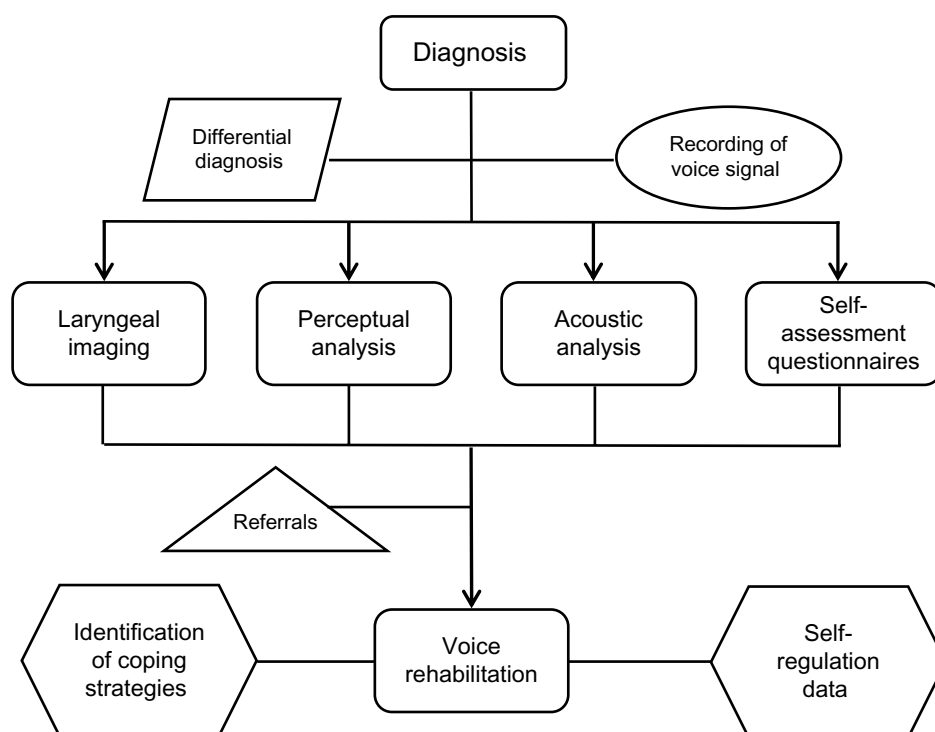 Diagnosis
Differential
diagnosis
Recording of
voice signal
Laryngeal
imaging
Perceptual
analysis
Acoustic
analysis
Self-
assessment
questionnaires
Referrals
Identification
of coping
strategies
Voice
rehabilitation
Self-
regulation
data